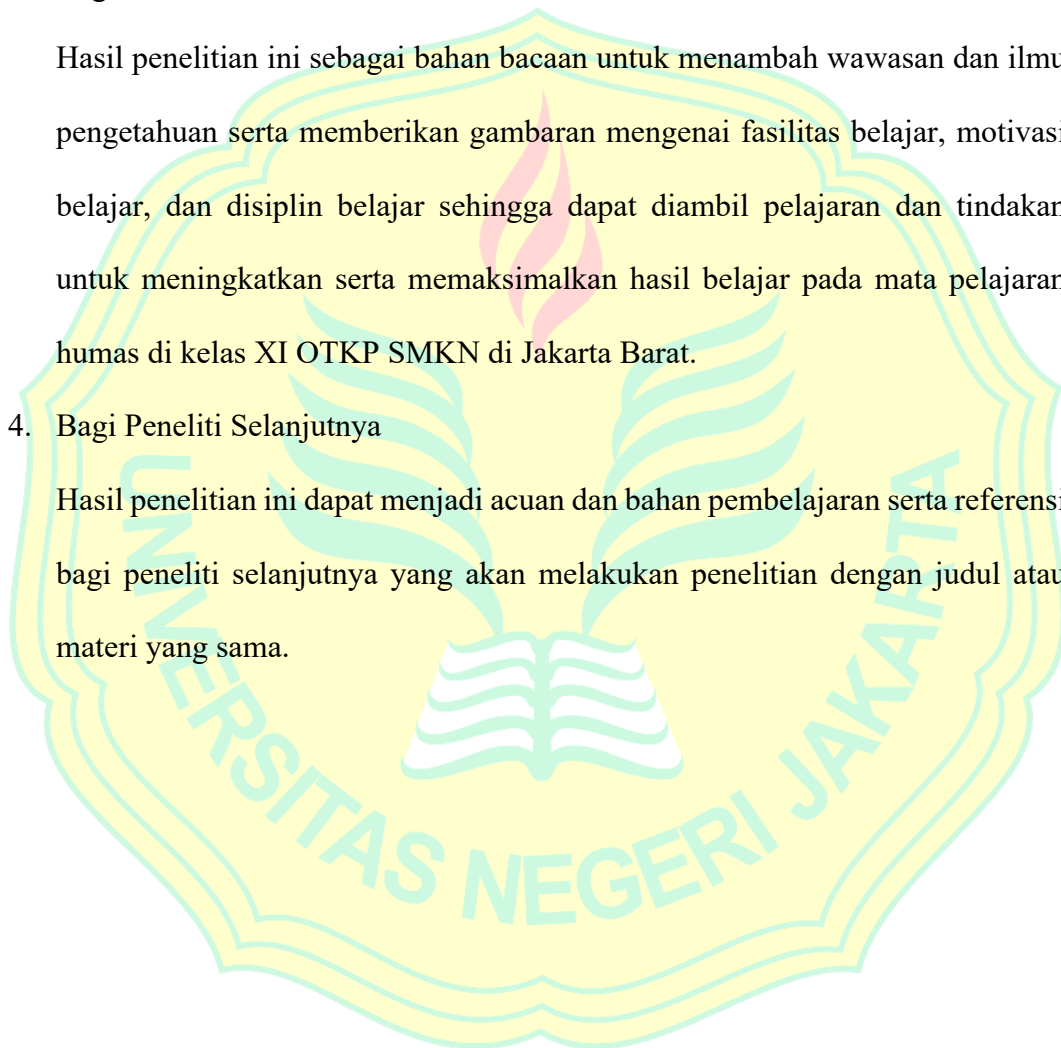 Hasil penelitian ini sebagai bahan bacaan untuk menambah wawasan dan ilmu
pengetahuan serta memberikan gambaran mengenai fasilitas belajar, motivasi
belajar, dan disiplin belajar sehingga dapat diambil pelajaran dan tindakan
untuk meningkatkan serta memaksimalkan hasil belajar pada mata pelajaran
humas di kelas XI OTKP SMKN di Jakarta Barat.
4. Bagi Peneliti Selanjutnya
Hasil penelitian ini dapat menjadi acuan dan bahan pembelajaran serta referensi
bagi peneliti selanjutnya yang akan melakukan penelitian dengan judul atau
materi yang sama.
UNIVERSITAS NEGERI JAKARTA